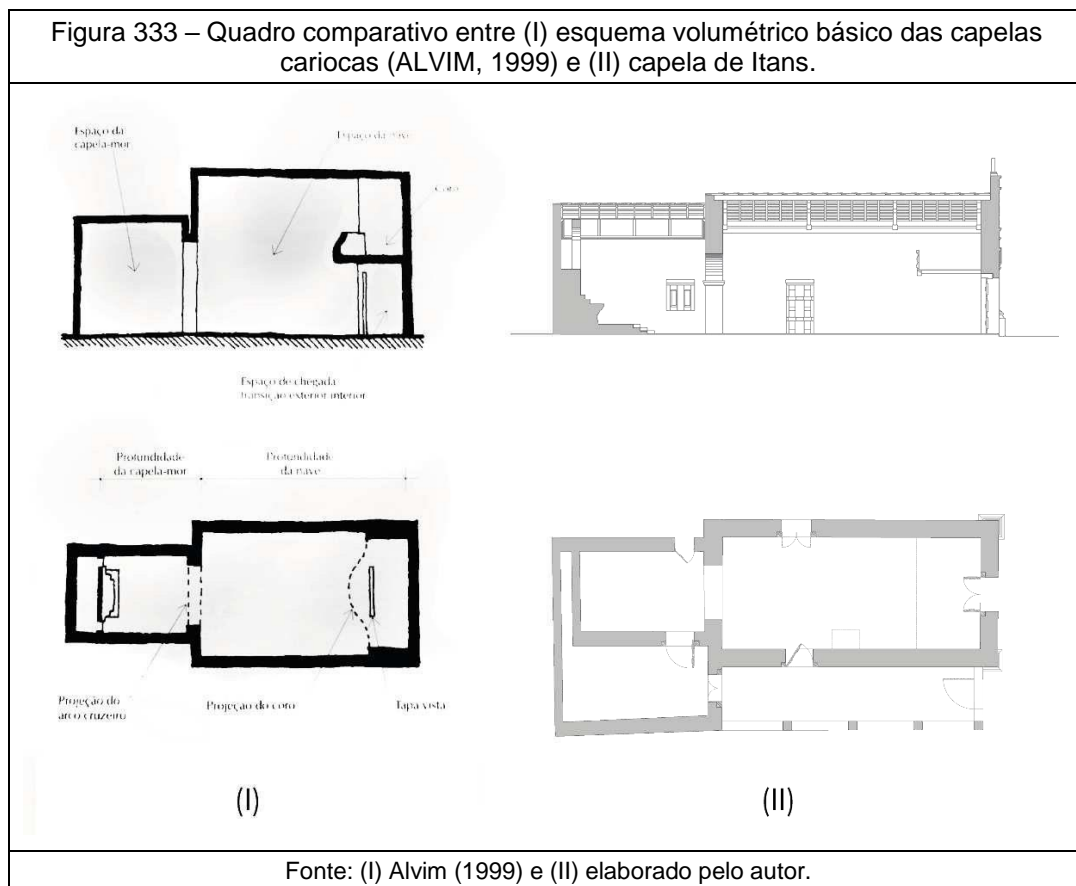 Figura 333 – Quadro comparativo entre (I) esquema volumétrico básico das capelas
cariocas (ALVIM, 1999) e (II) capela de Itans.
Espaço da
capela-mor
Espaço da nave
Coro
Espaço de chegada
transição exterior interior
Profundidade
da capela-mor
Profundidade
da nave
Projeção do
arco cruzeiro
Projeção do coro
Tapa vista
(I)
(II)
Fonte: (I) Alvim (1999) e (II) elaborado pelo autor.